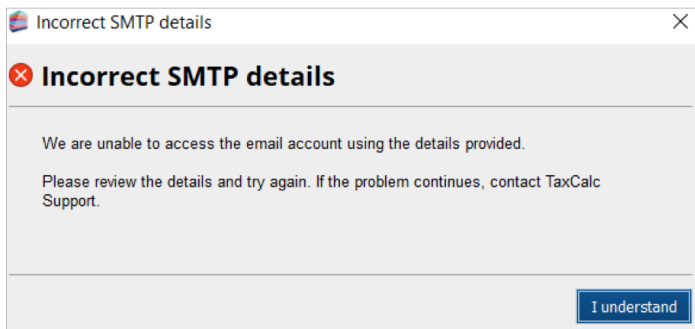 Incorrect SMTP details
Incorrect SMTP details
We are unable to access the email account using the details provided.
Please review the details and try again. If the problem continues, contact TaxCalc
Support.
I understand